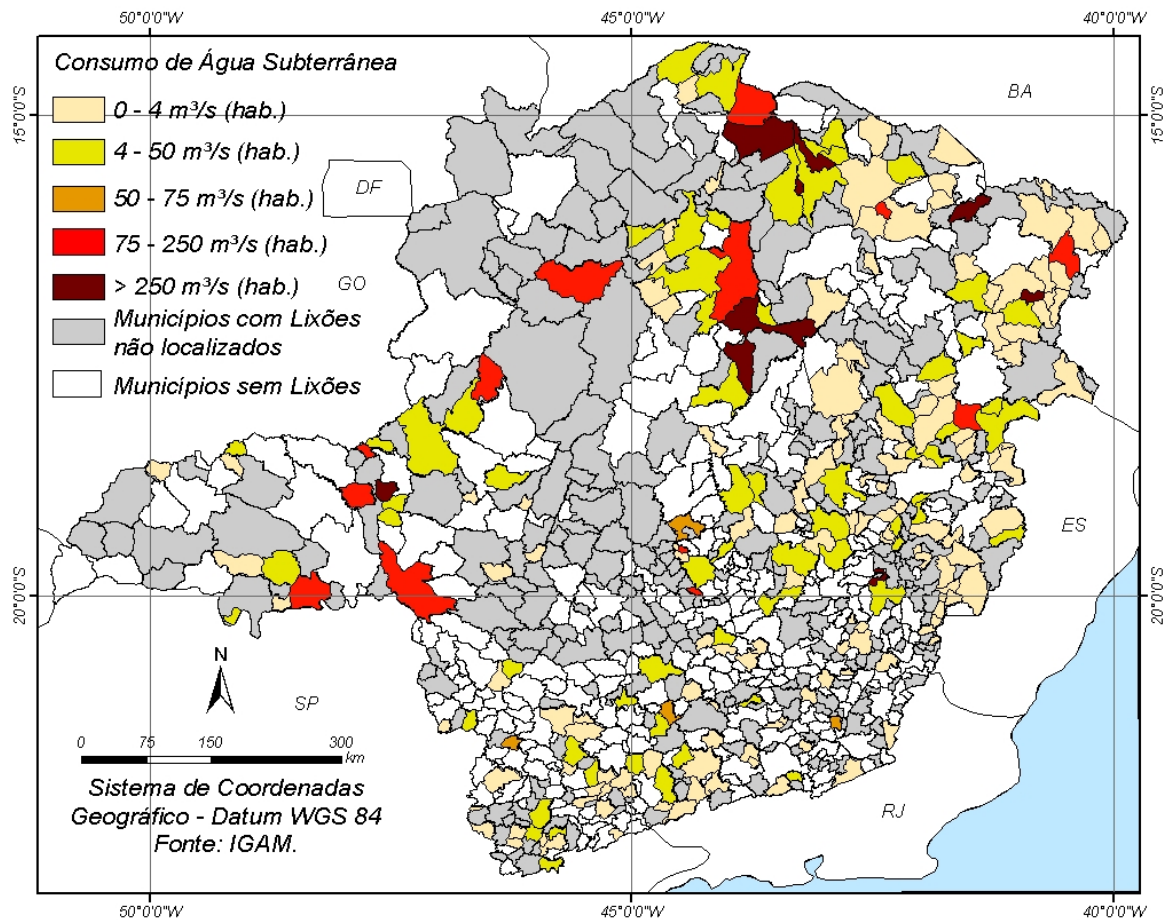 50°0'0"W 45°0'0"W 40°0'0"W
Consumo de Água Subterrânea
0 - 4 m³/s (hab.)
4 - 50 m³/s (hab.)
50 - 75 m³/s (hab.)
75 - 250 m³/s (hab.)
> 250 m³/s (hab.)
Municípios com Lixões
não localizados
Municípios sem Lixões
15°0'0"S
15°0'0"S
BA
DF
GO
ES
20°0'0"S
20°0'0"S
N
SP
RJ
0 75 150 300
km
Sistema de Coordenadas
Geográfico - Datum WGS 84
Fonte: IGAM.
50°0'0"W 45°0'0"W 40°0'0"W